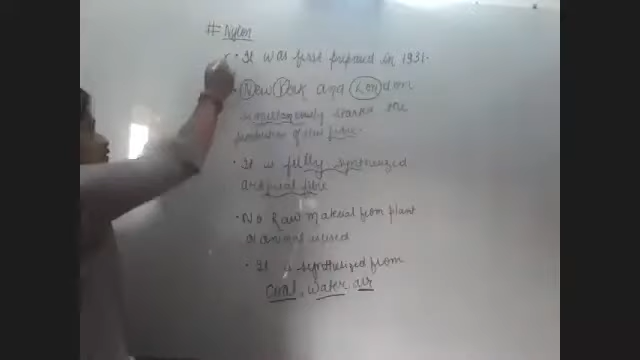 # Nylon
• It was first prepared in 1931.
• New York and London
simultaneously started the
production of new fibre.
• It is fully synthesized
artificial fibre
• No Raw material from plant
or animal is used
• It is synthesized from
Coal, water air